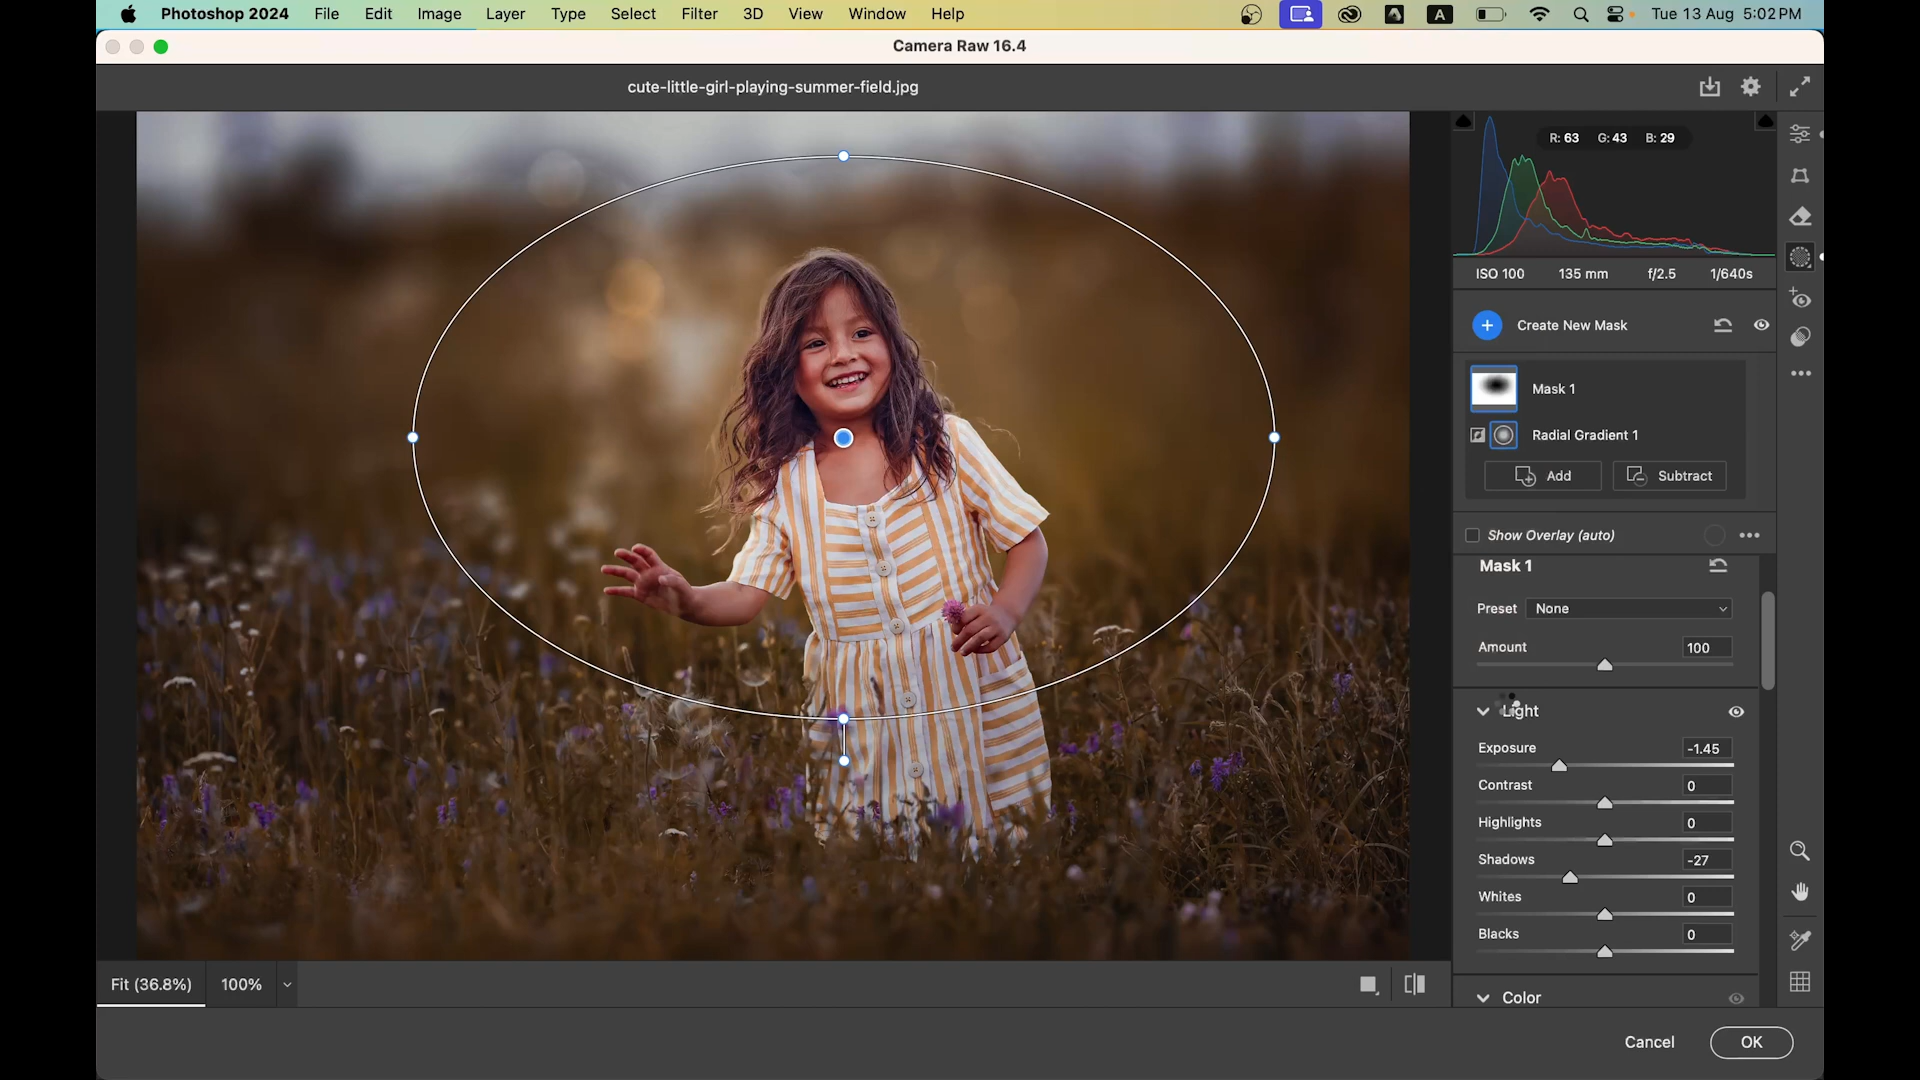 Photoshop 2024 File Edit Image Layer Type Select Filter 3D View Window Help A Tue 13 Aug 5:02 PM
Camera Raw 16.4
cute-little-girl-playing-summer-field.jpg
R: 63 G: 43 B: 29
ISO 100 135 mm f/2.5 1/640s
Create New Mask
Mask 1
Radial Gradient 1
Add Subtract
Show Overlay (auto)
Mask 1
Preset None
Amount 100
Light
Exposure -1.45
Contrast 0
Highlights 0
Shadows -27
Whites 0
Blacks 0
Color
Fit (36.8%) 100%
Cancel OK